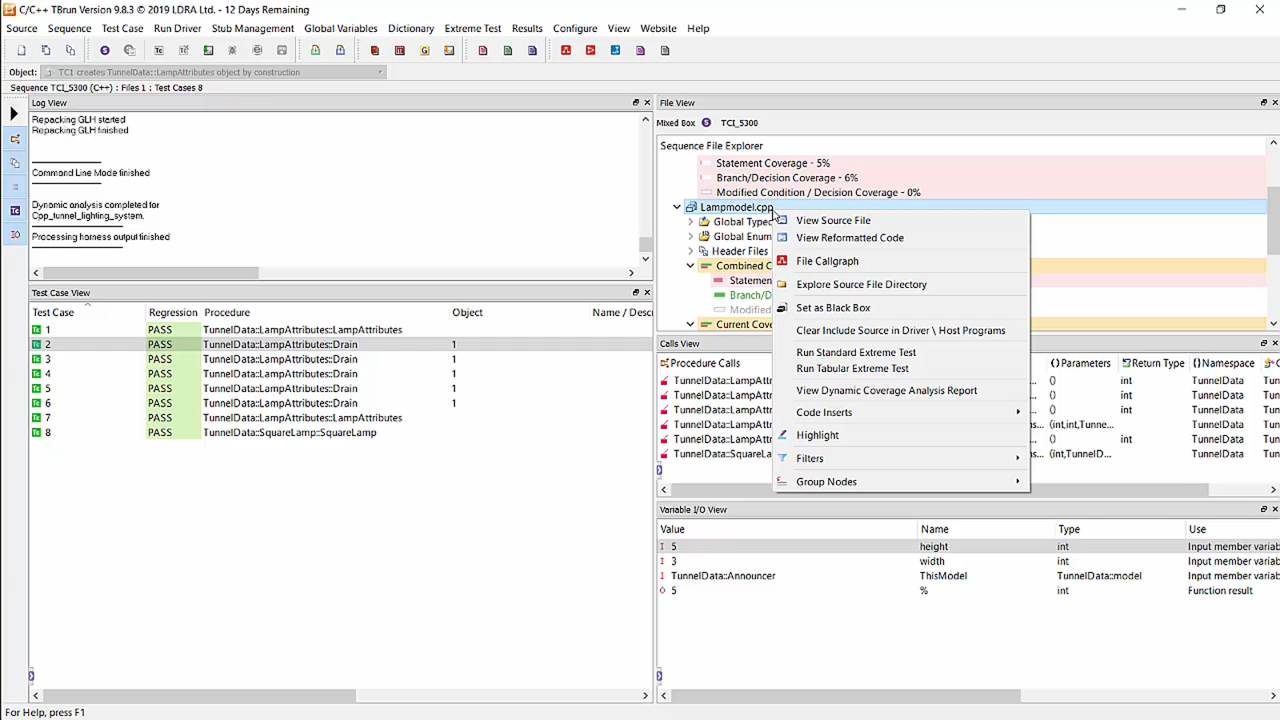 C/C++ TBrun Version 9.8.3 © 2019 LDRA Ltd. - 12 Days Remaining
Source Sequence Test Case Run Driver Stub Management Global Variables Dictionary Extreme Test Results Configure View Website Help
Object: TC1 creates TunnelData::LampAttributes object by construction
Sequence TCI_5300 (C++) : Files 1 : Test Cases 8
Log View
Repacking GLH started
Repacking GLH finished
Command Line Mode finished
Dynamic analysis completed for
Cpp_tunnel_lighting_system.
Processing harness output finished
Test Case View
Test Case Regression Procedure Object Name / Descr
1 PASS TunnelData::LampAttributes::LampAttributes
2 PASS TunnelData::LampAttributes::Drain 1
3 PASS TunnelData::LampAttributes::Drain 1
4 PASS TunnelData::LampAttributes::Drain 1
5 PASS TunnelData::LampAttributes::Drain 1
6 PASS TunnelData::LampAttributes::Drain 1
7 PASS TunnelData::LampAttributes::LampAttributes
8 PASS TunnelData::SquareLamp::SquareLamp
File View
Mixed Box S TCI_5300
Sequence File Explorer
Statement Coverage - 5%
Branch/Decision Coverage - 6%
Modified Condition / Decision Coverage - 0%
Lampmodel.cpp
Global Typed
Global Enum
Header Files
Combined C
Statemen
Branch/D
Modified
Current Cove
View Source File
View Reformatted Code
File Callgraph
Explore Source File Directory
Set as Black Box
Clear Include Source in Driver \ Host Programs
Run Standard Extreme Test
Run Tabular Extreme Test
View Dynamic Coverage Analysis Report
Code Inserts
Highlight
Filters
Group Nodes
Calls View
Procedure Calls () Parameters Return Type {} Namespace
TunnelData::LampAttr () int TunnelData Tunn
TunnelData::LampAttr () int TunnelData Tunn
TunnelData::LampAttr () int TunnelData Tunn
TunnelData::LampAttr ns... (int,int,Tunne... TunnelData Tunn
TunnelData::LampAttr () int TunnelData Tunn
TunnelData::SquareLa ns... (int,TunnelD... TunnelData Tunn
Variable I/O View
Value Name Type Use
I 5 height int Input member variab
I 3 width int Input member variab
I TunnelData::Announcer ThisModel TunnelData::model Input member variab
O 5 % int Function result
For Help, press F1